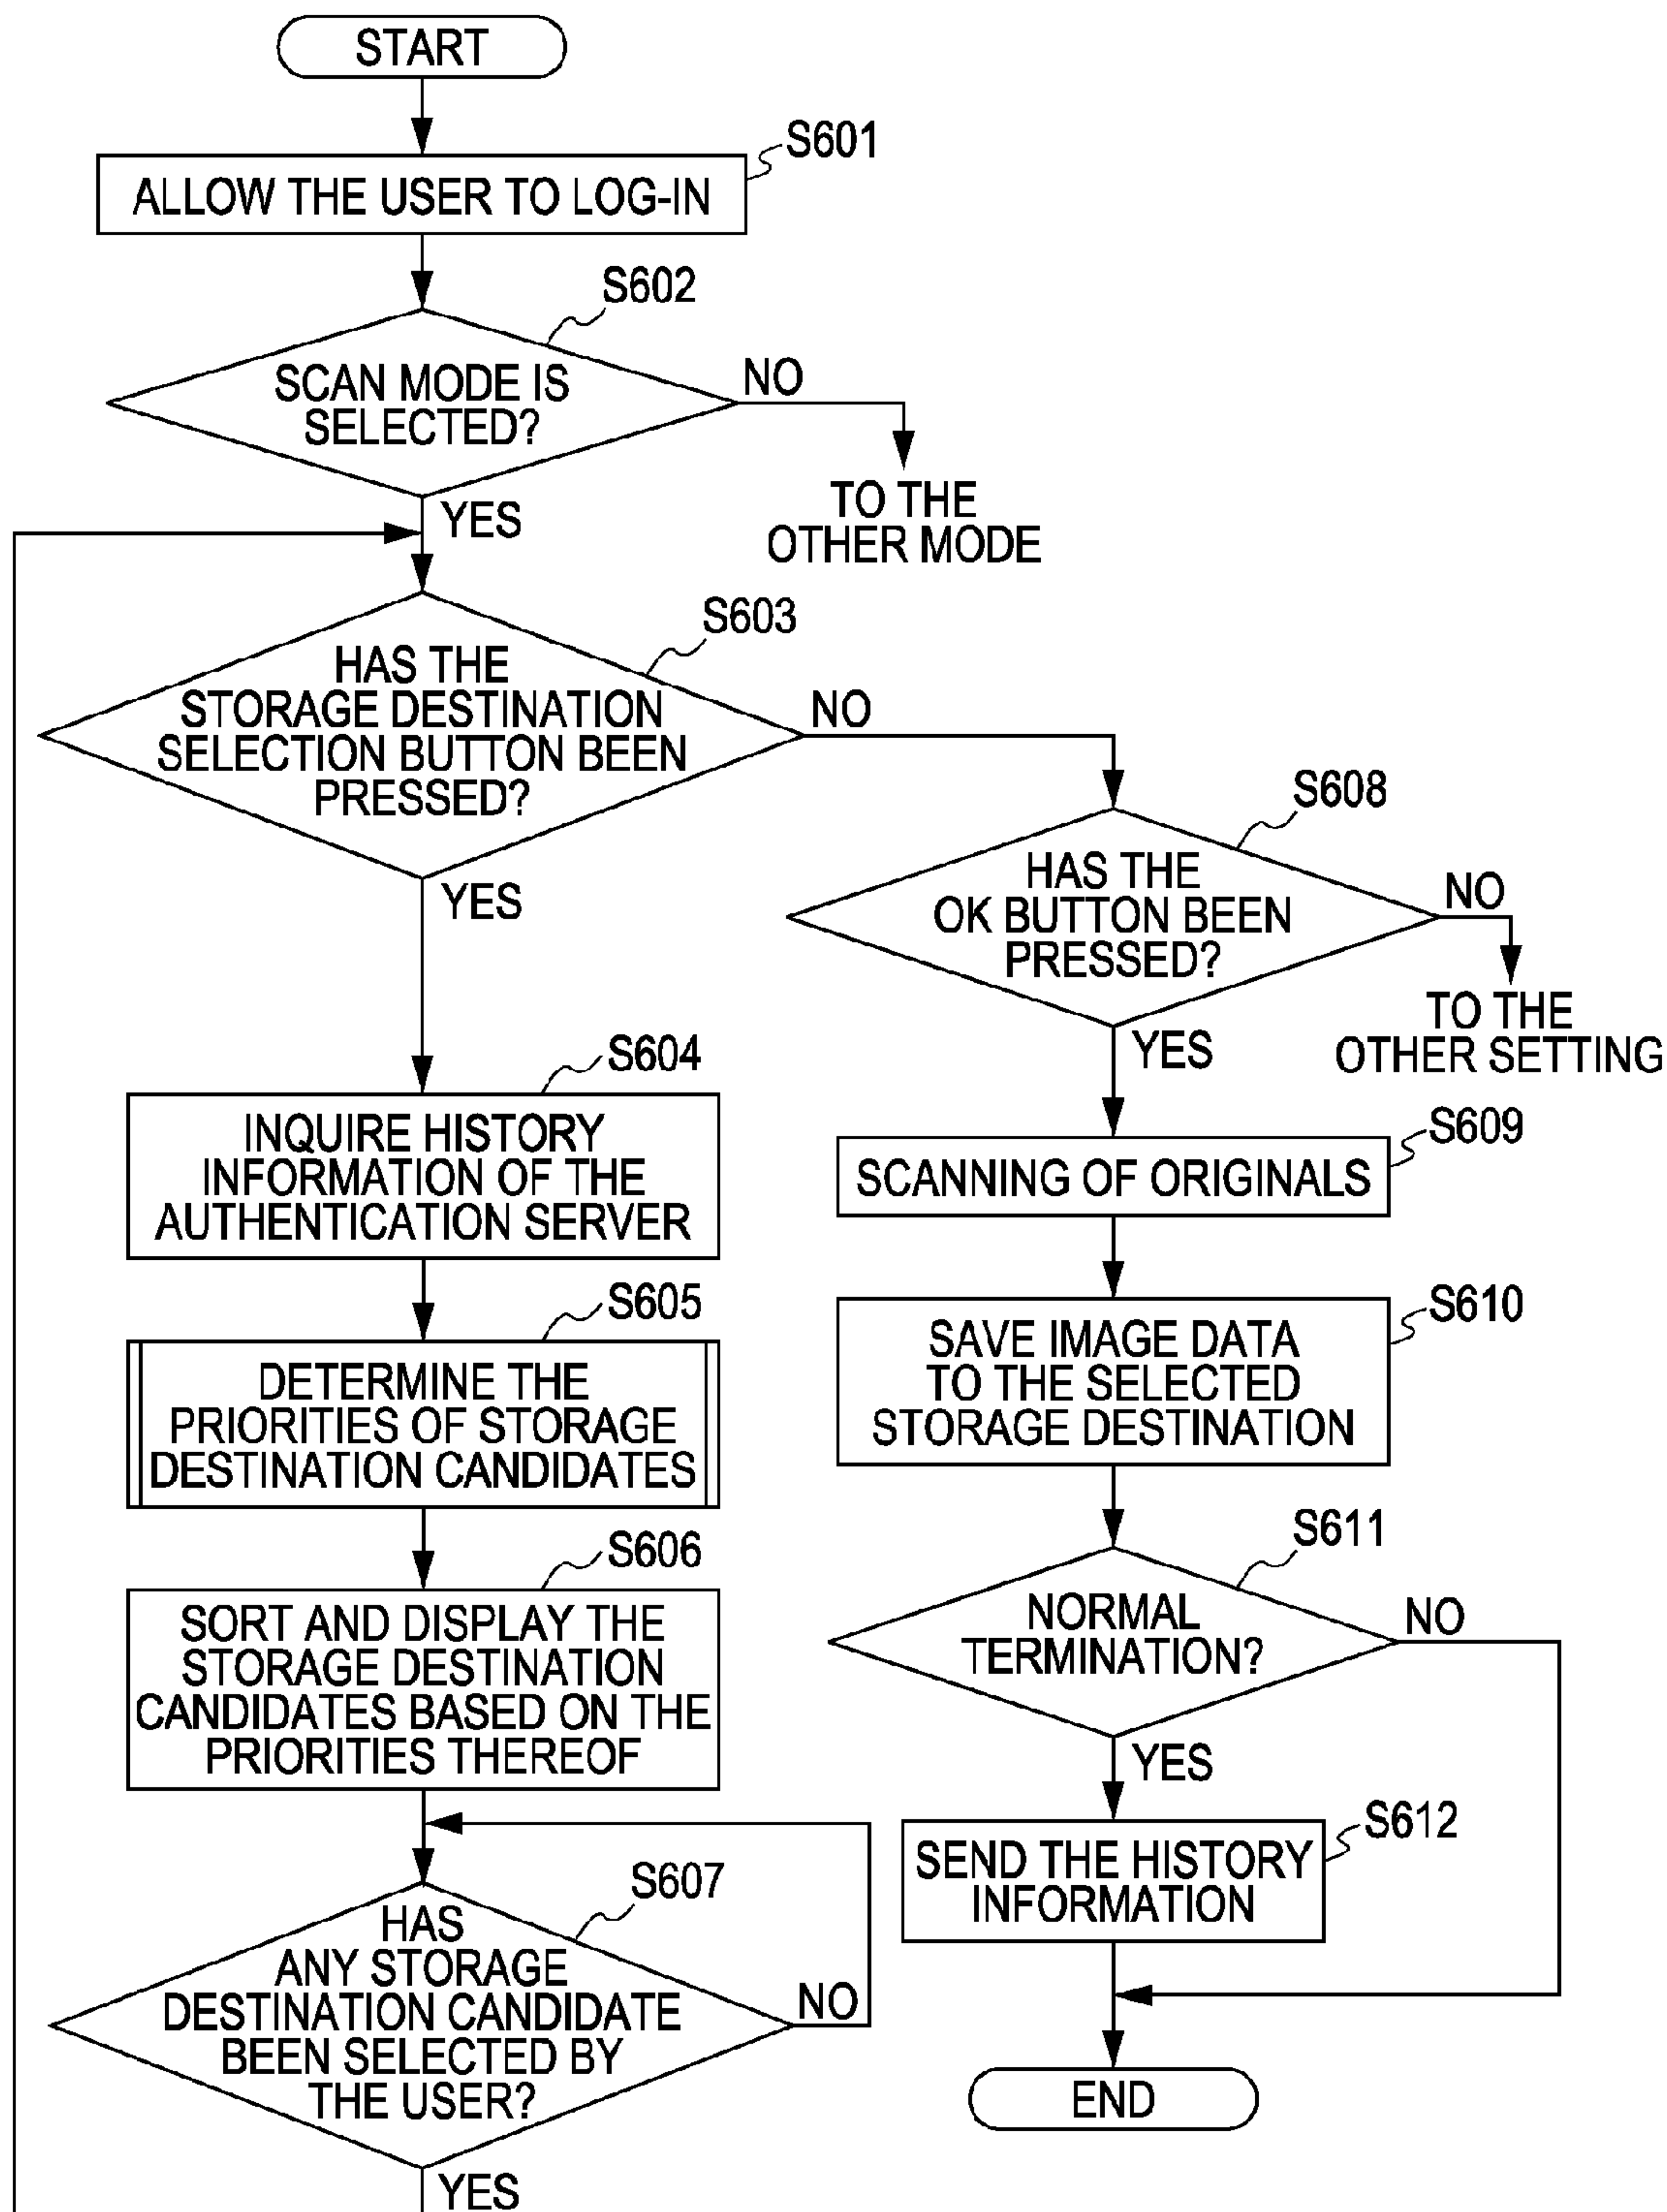 START
S601
ALLOW THE USER TO LOG-IN
S602
SCAN MODE IS
SELECTED?
NO
TO THE
OTHER MODE
YES
S603
HAS THE
STORAGE DESTINATION
SELECTION BUTTON BEEN
PRESSED?
NO
YES
S604
INQUIRE HISTORY
INFORMATION OF THE
AUTHENTICATION SERVER
S605
DETERMINE THE
PRIORITIES OF STORAGE
DESTINATION CANDIDATES
S606
SORT AND DISPLAY THE
STORAGE DESTINATION
CANDIDATES BASED ON THE
PRIORITIES THEREOF
S607
HAS
ANY STORAGE
DESTINATION CANDIDATE
BEEN SELECTED BY
THE USER?
NO
YES
S608
HAS THE
OK BUTTON BEEN
PRESSED?
NO
TO THE
OTHER SETTING
YES
S609
SCANNING OF ORIGINALS
S610
SAVE IMAGE DATA
TO THE SELECTED
STORAGE DESTINATION
S611
NORMAL
TERMINATION?
NO
YES
S612
SEND THE HISTORY
INFORMATION
END